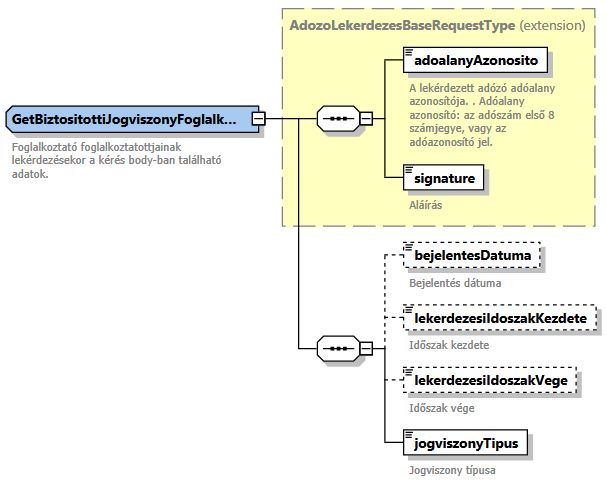 AdozoLekerdezesBaseRequestType (extension)
adoalanyAzonosito
A lekérdezett adózó adóalany
azonosítója. . Adóalany
azonosító: az adószám első 8
számjegye, vagy az
adóazonosító jel.
GetBiztositottiJogviszonyFoglalk...
Foglalkoztató foglalkoztatottjainak
lekérdezésekor a kérés body-ban található
adatok.
signature
Aláírás
bejelentesDatuma
Bejelentés dátuma
lekerdezesiIdoszakKezdete
Időszak kezdete
lekerdezesiIdoszakVege
Időszak vége
jogviszonyTipus
Jogviszony típusa